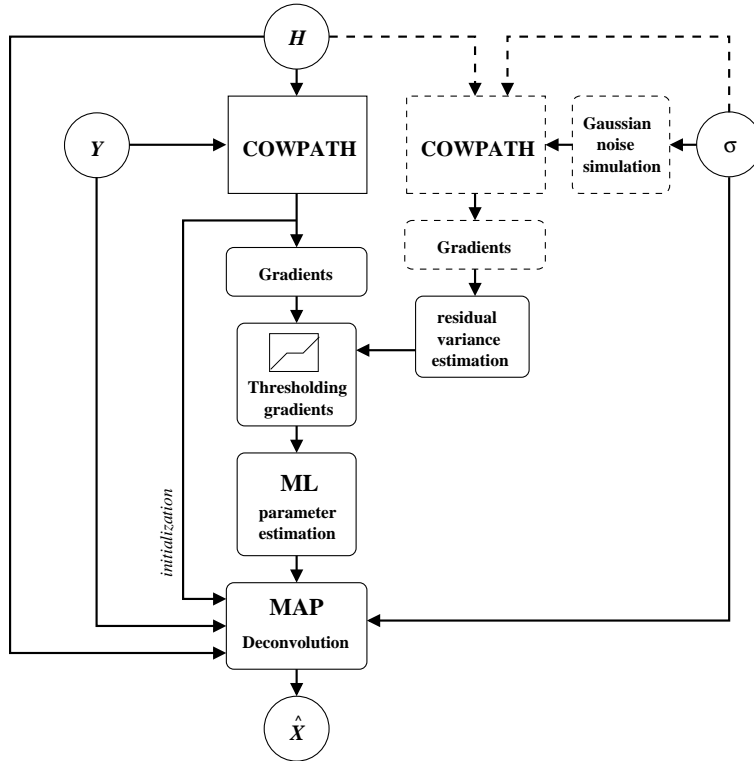 H
Y
COWPATH
COWPATH
Gaussian
noise
simulation
σ
Gradients
Gradients
residual
variance
estimation
Thresholding
gradients
initialization
ML
parameter
estimation
MAP
Deconvolution
X̂